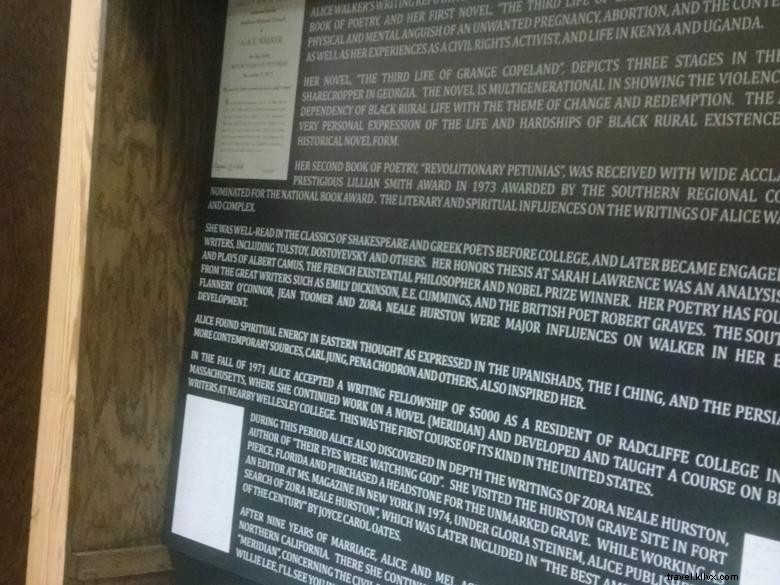 ALICE WALKER
ALICE WALKER'S WRITING
BOOK OF POETRY, AND HER FIRST NOVEL. "THE THIRD LIFE OF
PHYSICAL AND MENTAL ANGUISH OF AN UNWANTED PREGNANCY, ABORTION, AND THE
AS WELL AS HER EXPERIENCES AS A CIVIL RIGHTS ACTIVIST, AND LIFE IN KENYA AND UGANDA.
HER NOVEL, "THE THIRD LIFE OF GRANGE COPELAND", DEPICTS THREE STAGES IN
SHARECROPPER IN GEORGIA. THE NOVEL IS MULTIGENERATIONAL IN SHOWING THE
DEPENDENCY OF BLACK RURAL LIFE WITH THE THEME OF CHANGE AND REDEMPTION. THE
VERY PERSONAL EXPRESSION OF THE LIFE AND HARDSHIPS OF BLACK RURAL
HISTORICAL NOVEL FORM.
HER SECOND BOOK OF POETRY, "REVOLUTIONARY PETUNIAS", WAS RECEIVED WITH WIDE
PRESTIGIOUS LILLIAN SMITH AWARD IN 1973 AWARDED BY THE SOUTHERN REGIONAL
NOMINATED FOR THE NATIONAL BOOK AWARD. THE LITERARY AND SPIRITUAL INFLUENCES ON THE WRITINGS OF ALICE
AND COMPLEX.
SHE WAS WELL-READ IN THE CLASSICS OF SHAKESPEARE AND GREEK POETS BEFORE COLLEGE, AND LATER BECAME
WRITERS, INCLUDING TOLSTOY, DOSTOYEVSKY AND OTHERS. HER HONORS THESIS AT SARAH LAWRENCE WAS AN
AND PLAYS OF ALBERT CAMUS, THE FRENCH EXISTENTIAL PHILOSOPHER AND NOBEL PRIZE WINNER. HER POETRY HAS
FROM THE GREAT WRITERS SUCH AS EMILY DICKINSON, E.E. CUMMINGS, AND THE BRITISH POET ROBERT GRAVES. THE
FLANNERY O'CONNOR, JEAN TOOMER AND ZORA NEALE HURSTON WERE MAJOR INFLUENCES ON WALKER IN HER
DEVELOPMENT.
ALICE FOUND SPIRITUAL ENERGY IN EASTERN THOUGHT AS EXPRESSED IN THE UPANISHADS, THE I CHING, AND THE
MORE CONTEMPORARY SOURCES, CARL JUNG, PENA CHODRON AND OTHERS, ALSO INSPIRED HER.
IN THE FALL OF 1971 ALICE ACCEPTED A WRITING FELLOWSHIP OF $5000 AS A RESIDENT OF RADCLIFFE COLLEGE IN
MASSACHUSETTS, WHERE SHE CONTINUED WORK ON A NOVEL (MERIDIAN) AND DEVELOPED AND TAUGHT A COURSE ON
WRITERS AT NEARBY WELLESLEY COLLEGE. THIS WAS THE FIRST COURSE OF ITS KIND IN THE UNITED STATES.
DURING THIS PERIOD ALICE ALSO DISCOVERED IN DEPTH THE WRITINGS OF ZORA NEALE HURSTON,
AUTHOR OF "THEIR EYES WERE WATCHING GOD". SHE VISITED THE HURSTON GRAVE SITE IN FORT
PIERCE, FLORIDA AND PURCHASED A HEADSTONE FOR THE UNMARKED GRAVE. WHILE WORKING AS
AN EDITOR AT MS. MAGAZINE IN NEW YORK IN 1974, UNDER GLORIA STEINEM, ALICE
SEARCH OF ZORA NEALE HURSTON", WHICH WAS LATER INCLUDED IN "THE BEST
OF THE CENTURY" BY JOYCE CAROL OATES.
AFTER NINE YEARS OF MARRIAGE, ALICE AND MEL
NORTHERN CALIFORNIA. THERE SHE
"MERIDIAN", CONCERNING THE
WILLIE LEE, I'LL SEE YOU
travel.klixx.com